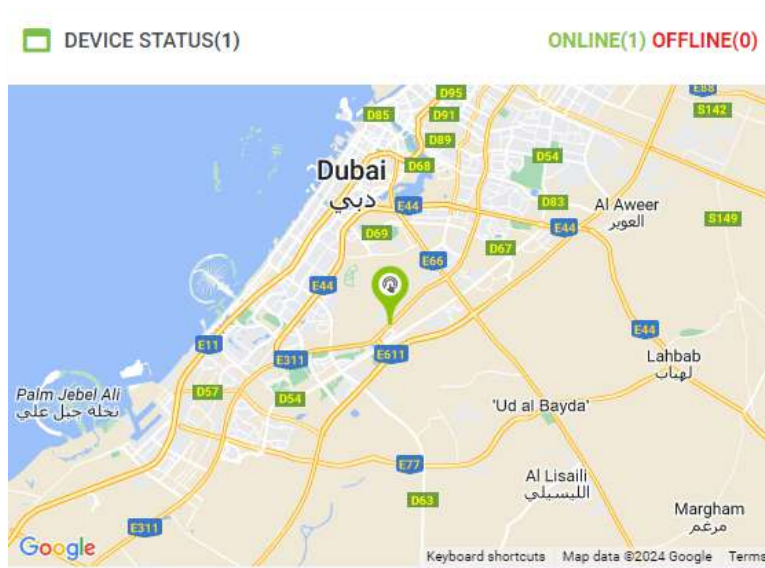 DEVICE STATUS(1)
ONLINE(1) OFFLINE(0)
D95
E88
D85
D91
S142
D89
D54
Dubai
D68
دبي
E44
D83
Al Aweer
العوير
S149
D69
E44
D67
E66
E44
E44
E11
E311
E611
Lahbab
لهباب
Palm Jebel Ali
نخلة جبل علي
D57
D54
'Ud al Bayda'
E77
Al Lisaili
الليسيلي
D63
Margham
مرغم
E311
Google
Keyboard shortcuts
Map data ©2024 Google
Terms